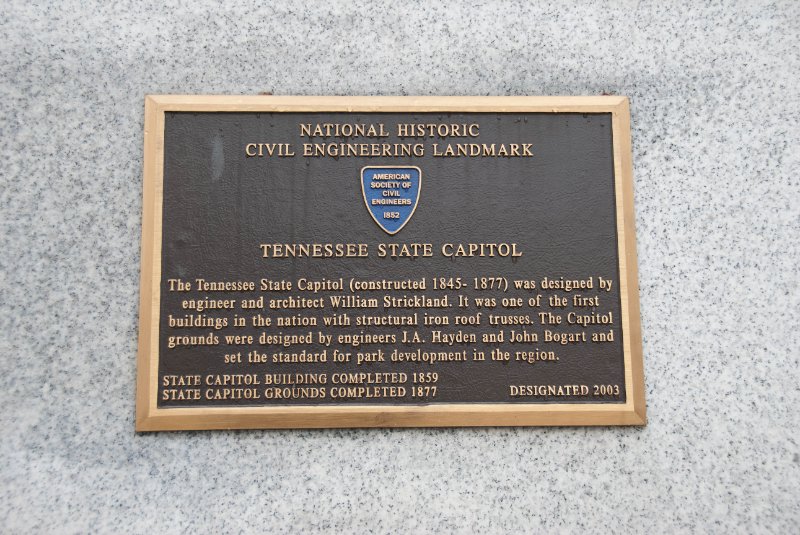 NATIONAL HISTORIC
CIVIL ENGINEERING LANDMARK
AMERICAN
SOCIETY OF
CIVIL
ENGINEERS
1852
TENNESSEE STATE CAPITOL
The Tennessee State Capitol (constructed 1845- 1877) was designed by
engineer and architect William Strickland. It was one of the first
buildings in the nation with structural iron roof trusses. The Capitol
grounds were designed by engineers J.A. Hayden and John Bogart and
set the standard for park development in the region.
STATE CAPITOL BUILDING COMPLETED 1859
STATE CAPITOL GROUNDS COMPLETED 1877
DESIGNATED 2003